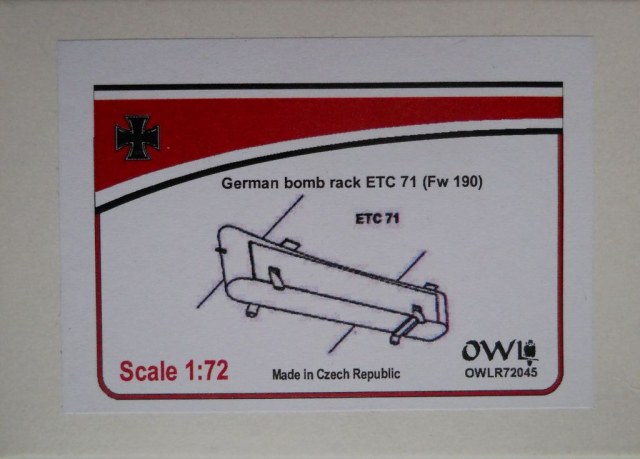 German bomb rack ETC 71 (Fw 190)
ETC 71
OWL
Scale 1:72
Made in Czech Republic
OWLR72045